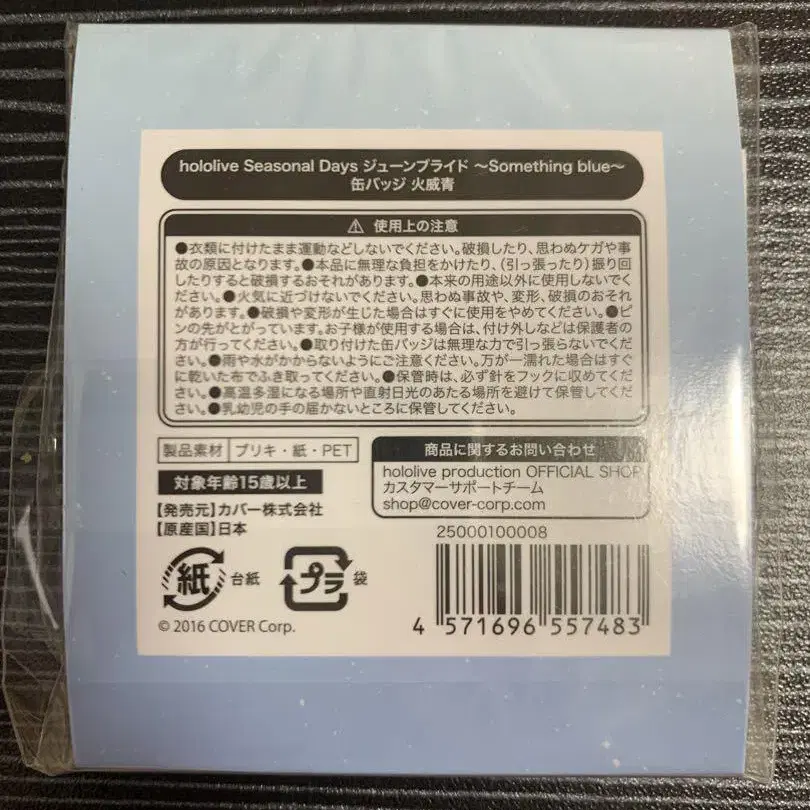 hololive Seasonal Days ジューンブライド 〜Something blue〜
缶バッジ 火威青
⚠ 使用上の注意
●衣類に付けたまま運動などしないでください。破損したり、思わぬケガや事
故の原因となります。●本品に無理な負担をかけたり、(引っ張ったり)振り回
したりすると破損するおそれがあります。●本来の用途以外に使用しないでく
ださい。●火気に近づけないでください。思わぬ事故や、変形、破損のおそれ
があります。●破損や変形が生じた場合はすぐに使用をやめてください。●ピ
ンの先がとがっています。お子様が使用する場合は、付け外しなどは保護者の
方が行ってください。●取り付けた缶バッジは無理な力で引っ張らないでくだ
さい。●雨や水がかからないようにご注意ください。万が一濡れた場合はすぐ
に乾いた布でふき取ってください。●保管時は、必ず針をフックに収めてくだ
さい。●高温多湿になる場所や直射日光のあたる場所を避けて保管してくださ
い。●乳幼児の手の届かないところに保管してください。
製品素材 ブリキ・紙・PET
対象年齢15歳以上
【発売元】カバー株式会社
【原産国】日本
商品に関するお問い合わせ
hololive production OFFICIAL SHOP
カスタマーサポートチーム
shop@cover-corp.com
紙 台紙 プラ 袋
© 2016 COVER Corp.
25000100008
4 571696 557483